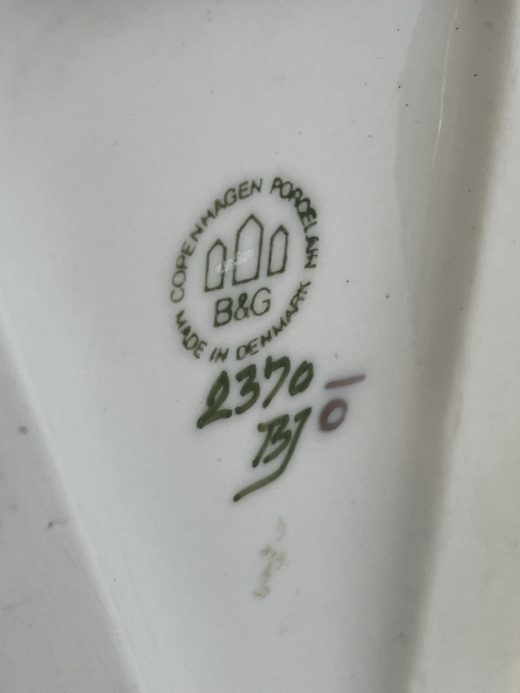 COPENHAGEN PORCELAIN
B&G
MADE IN DENMARK
2370
BJ